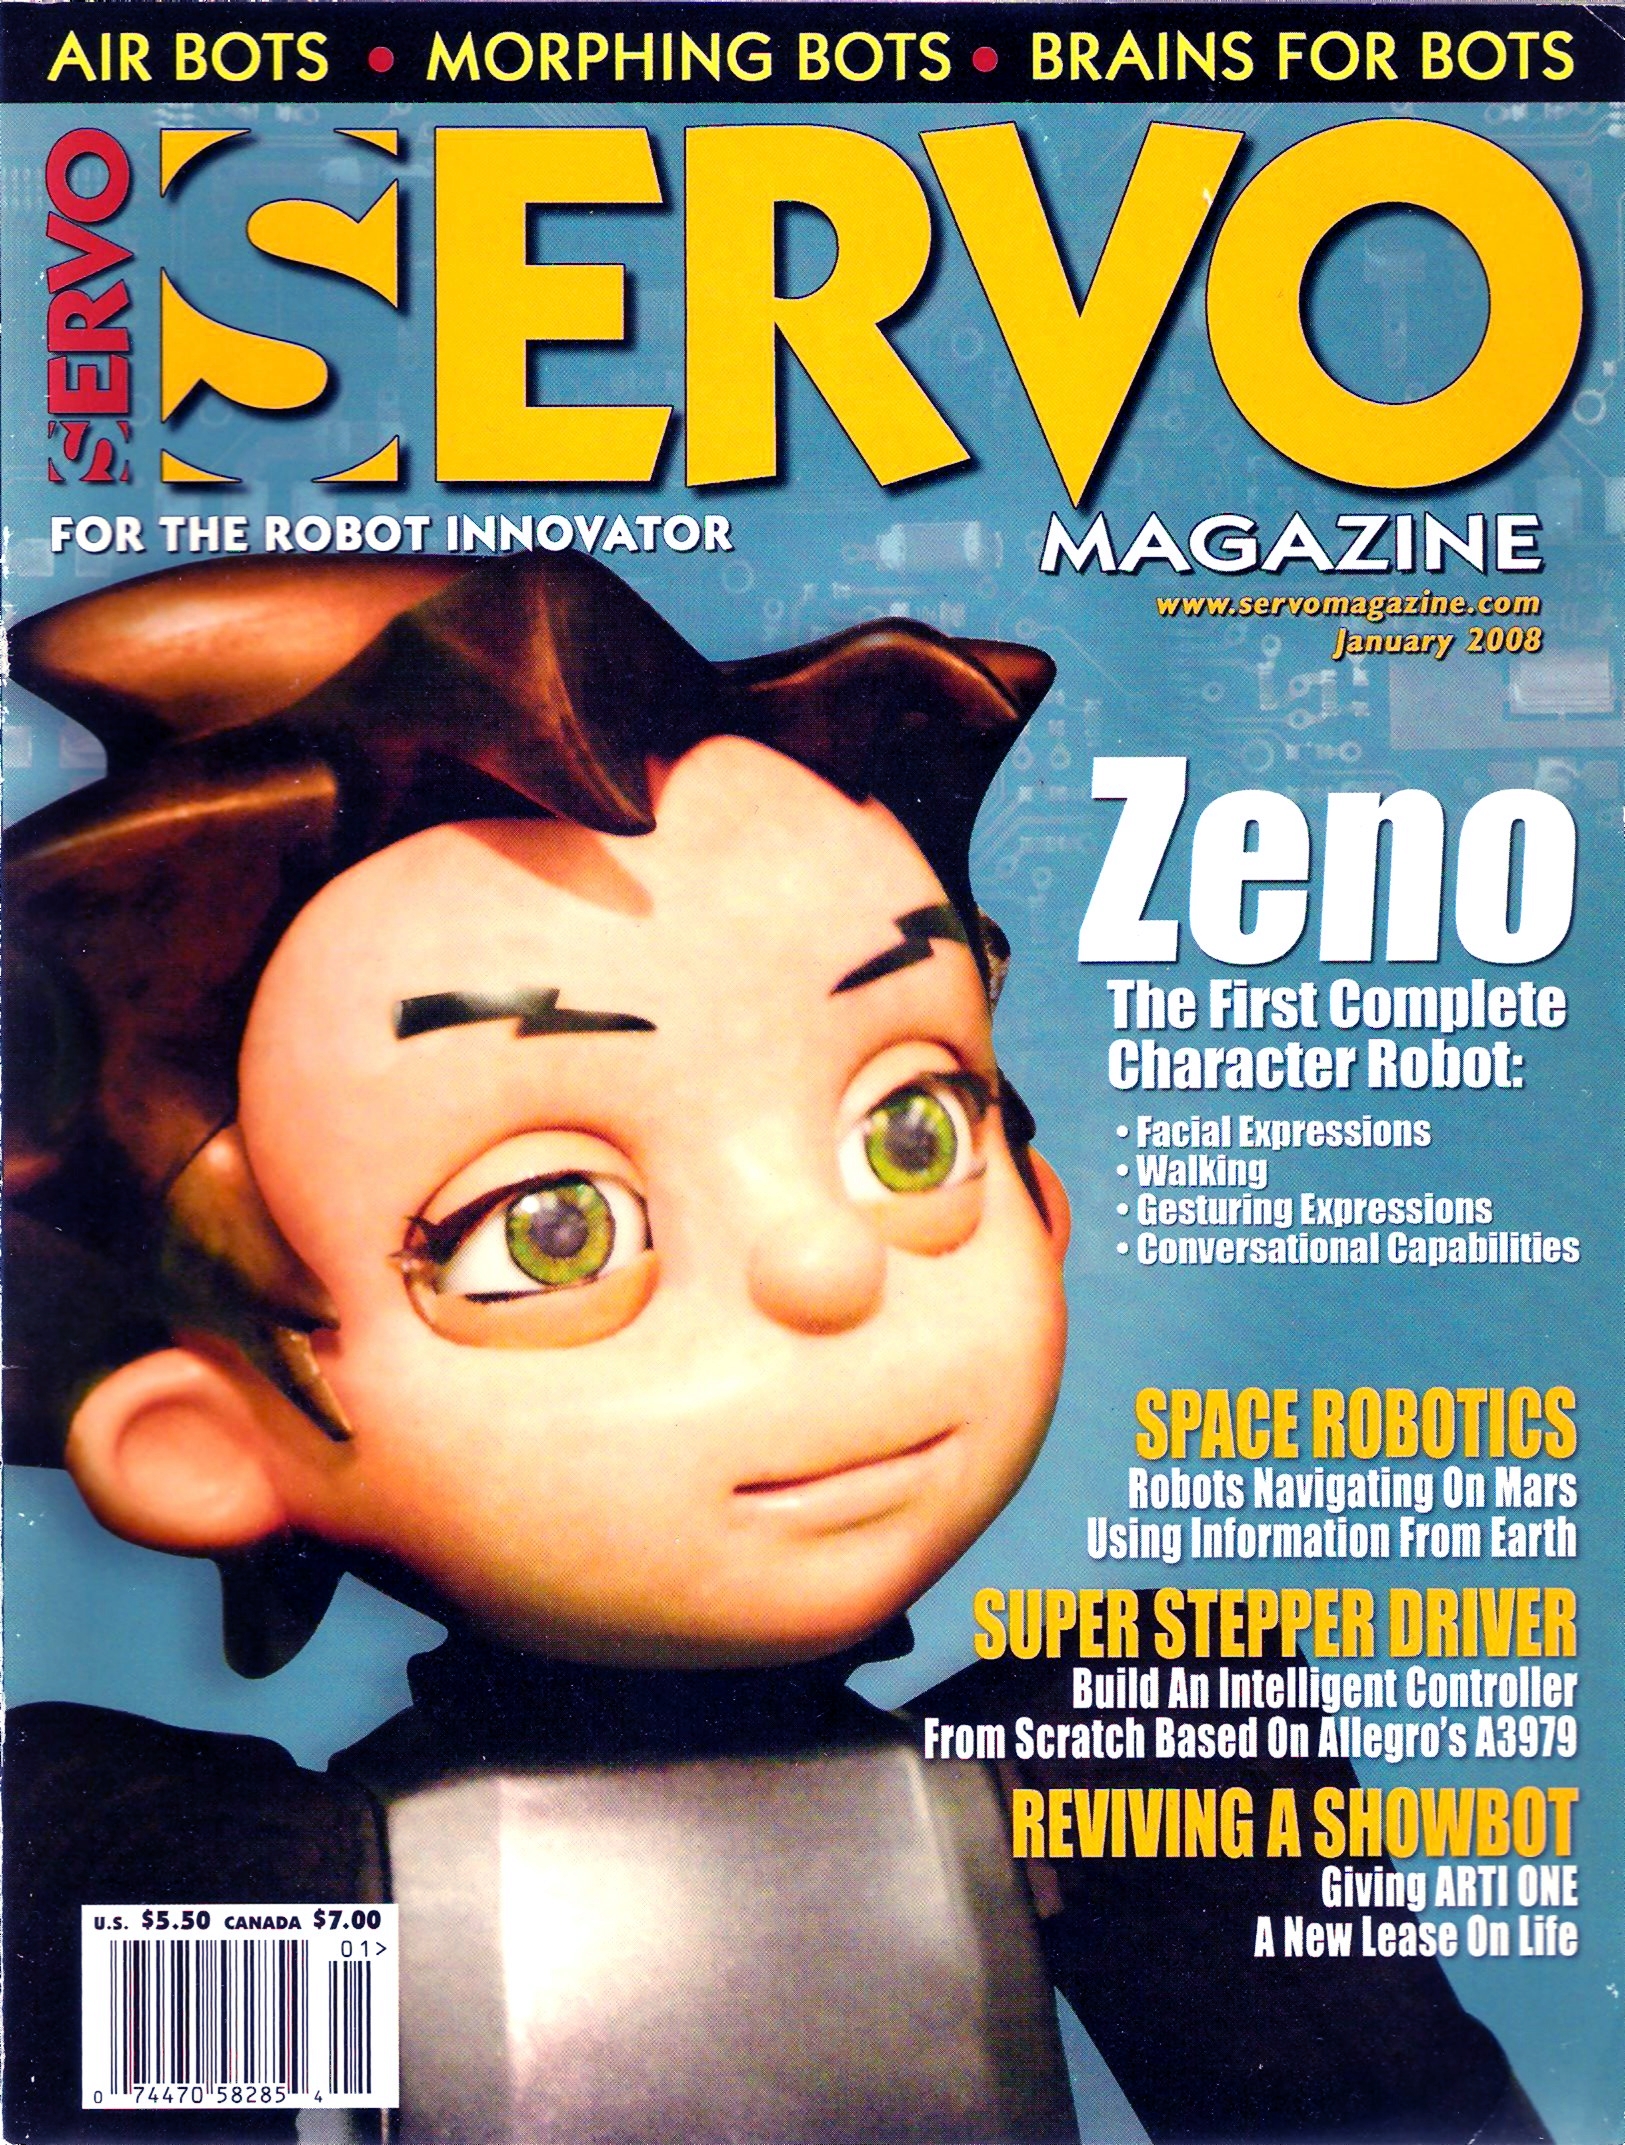 AIR BOTS • MORPHING BOTS • BRAINS FOR BOTS
SERVO
SERVO
FOR THE ROBOT INNOVATOR
MAGAZINE
www.servomagazine.com
January 2008
Zeno
The First Complete
Character Robot:
• Facial Expressions
• Walking
• Gesturing Expressions
• Conversational Capabilities
SPACE ROBOTICS
Robots Navigating On Mars
Using Information From Earth
SUPER STEPPER DRIVER
Build An Intelligent Controller
From Scratch Based On Allegro's A3979
REVIVING A SHOWBOT
Giving ARTI ONE
A New Lease On Life
U.S. $5.50 CANADA $7.00
01>
0 74470 58285 4